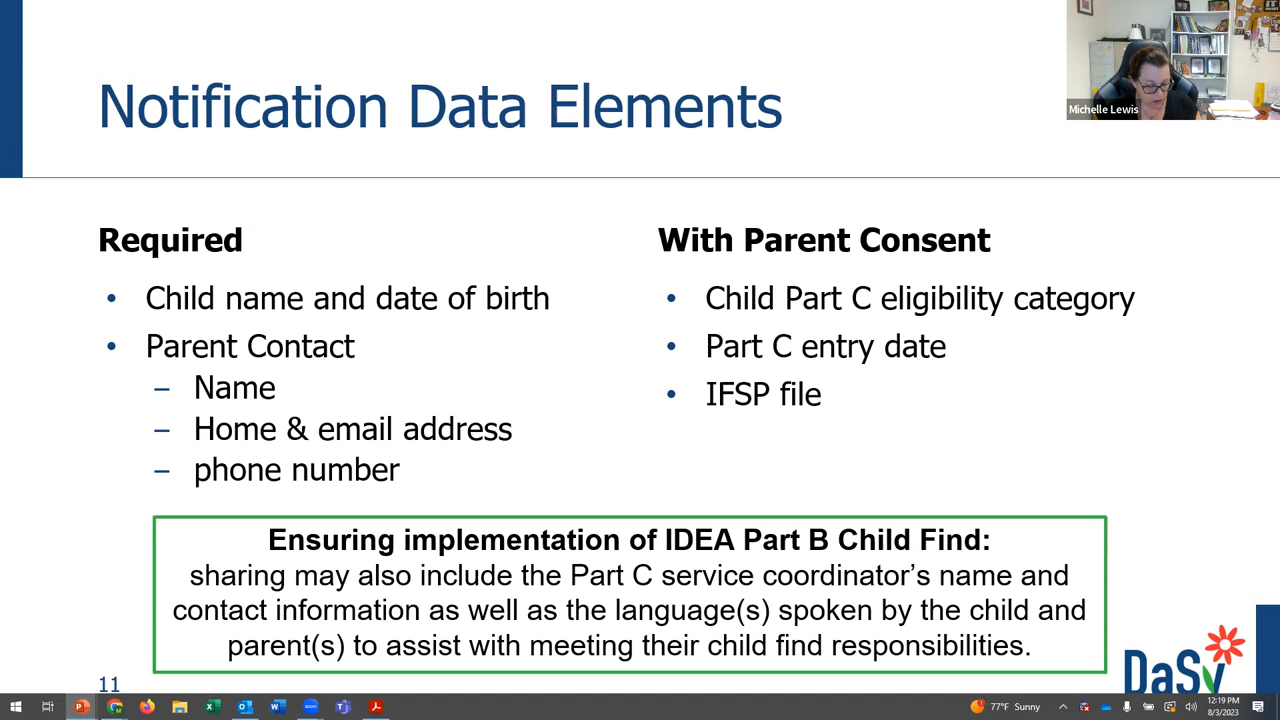 Notification Data Elements
Michelle Lewis
Required
• Child name and date of birth
• Parent Contact
– Name
– Home & email address
– phone number
With Parent Consent
• Child Part C eligibility category
• Part C entry date
• IFSP file
Ensuring implementation of IDEA Part B Child Find:
sharing may also include the Part C service coordinator's name and
contact information as well as the language(s) spoken by the child and
parent(s) to assist with meeting their child find responsibilities.
11
DaSy
77°F Sunny
12:19 PM
8/3/2023